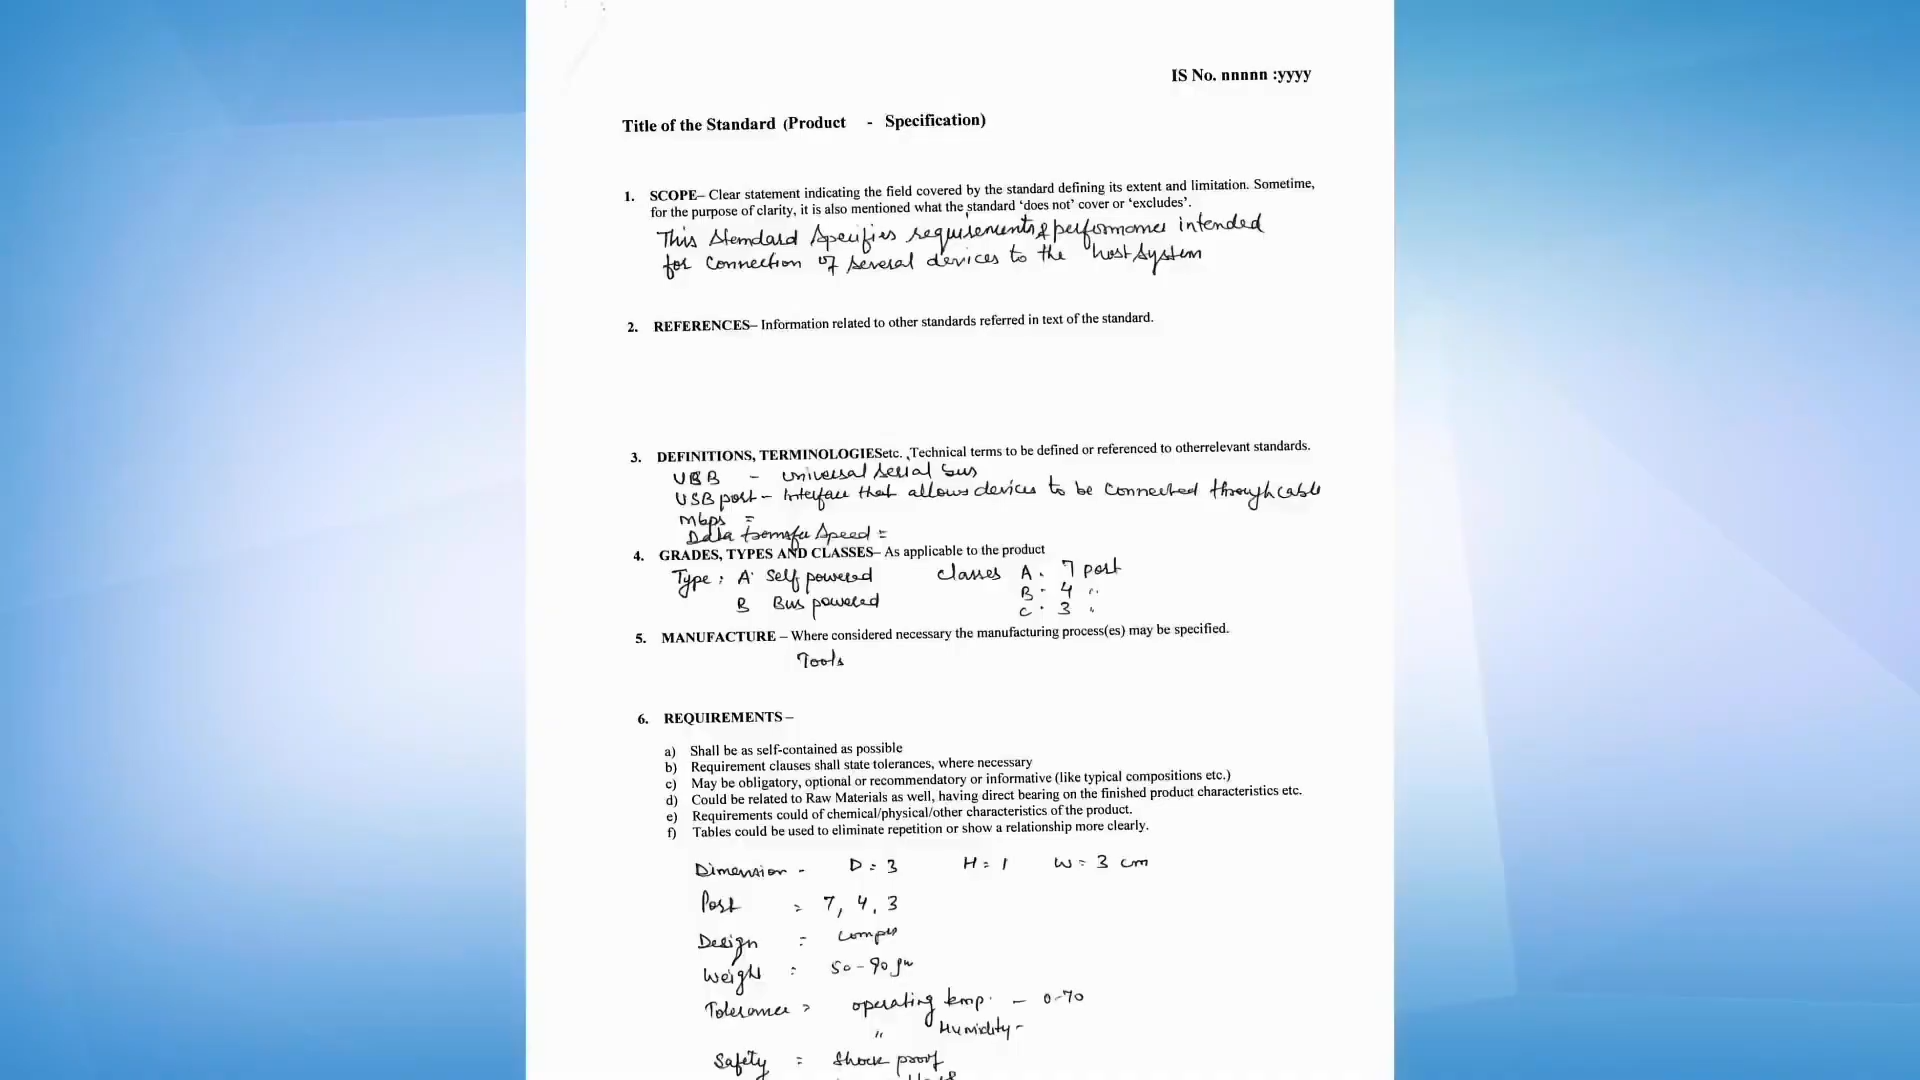 IS No. nnnnn :yyyy
Title of the Standard (Product - Specification)
1. SCOPE– Clear statement indicating the field covered by the standard defining its extent and limitation. Sometime,
for the purpose of clarity, it is also mentioned what the standard ‘does not’ cover or ‘excludes’.
This standard specifies requirements & performance intended
for connection of several devices to the host system
2. REFERENCES– Information related to other standards referred in text of the standard.
3. DEFINITIONS, TERMINOLOGIESetc. ,Technical terms to be defined or referenced to otherrelevant standards.
USB – universal serial bus
USB port – Interface that allows devices to be connected through cable
Mbps =
Data transfer speed =
4. GRADES, TYPES AND CLASSES– As applicable to the product
Type : A· Self powered classes A. 7 port
B Bus powered B· 4 "
C· 3 "
5. MANUFACTURE – Where considered necessary the manufacturing process(es) may be specified.
Tools
6. REQUIREMENTS –
a) Shall be as self-contained as possible
b) Requirement clauses shall state tolerances, where necessary
c) May be obligatory, optional or recommendatory or informative (like typical compositions etc.)
d) Could be related to Raw Materials as well, having direct bearing on the finished product characteristics etc.
e) Requirements could of chemical/physical/other characteristics of the product.
f) Tables could be used to eliminate repetition or show a relationship more clearly.
Dimension - D = 3 H = 1 W = 3 cm
Port = 7, 4, 3
Design =
Weight : 50 - 90 gm
Tolerance = operating temp. – 0-70
" Humidity –
Safety = Shock proof